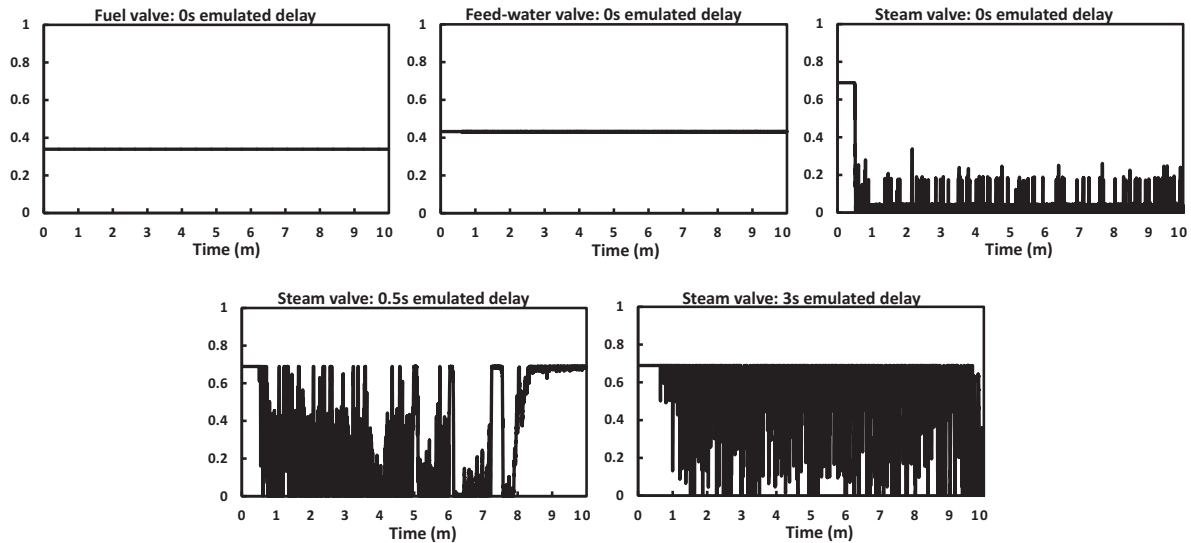 Fuel valve: 0s emulated delay
1
0.8
0.6
0.4
0.2
0
0 1 2 3 4 5 6 7 8 9 10
Time (m)
Feed-water valve: 0s emulated delay
1
0.8
0.6
0.4
0.2
0
0 1 2 3 4 5 6 7 8 9 10
Time (m)
Steam valve: 0s emulated delay
1
0.8
0.6
0.4
0.2
0
0 1 2 3 4 5 6 7 8 9 10
Time (m)
Steam valve: 0.5s emulated delay
1
0.8
0.6
0.4
0.2
0
0 1 2 3 4 5 6 7 8 9 10
Time (m)
Steam valve: 3s emulated delay
1
0.8
0.6
0.4
0.2
0
0 1 2 3 4 5 6 7 8 9 10
Time (m)